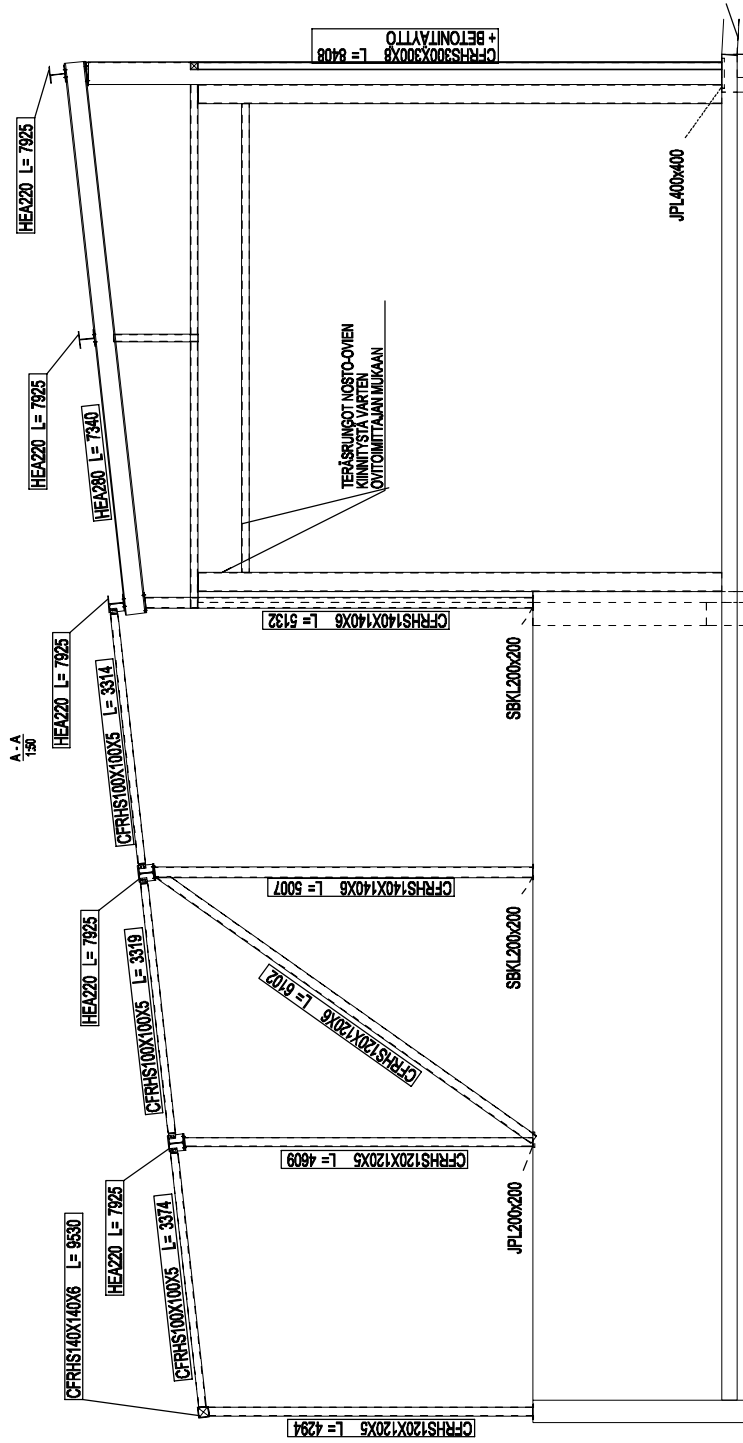 A - A
1:50
CFRHS140X140X6 L= 9530
HEA220 L= 7925
CFRHS100X100X5 L= 3374
HEA220 L= 7925
CFRHS100X100X5 L= 3319
HEA220 L= 7925
CFRHS100X100X5 L= 3314
HEA220 L= 7925
HEA280 L= 7340
HEA220 L= 7925
CFRHS120X120X5 L= 4294
CFRHS120X120X5 L= 4609
CFRHS120X120X6 L= 6102
CFRHS140X140X6 L= 5007
CFRHS140X140X6 L= 5132
CFRHS300X300X8 L= 8408
+ BETONITÄYTTÖ
TERÄSRUNGOT NOSTO-OVIEN
KIINNITYSTÄ VARTEN
OVITOIMITTAJAN MUKAAN
JPL200x200
SBKL200x200
SBKL200x200
JPL400x400